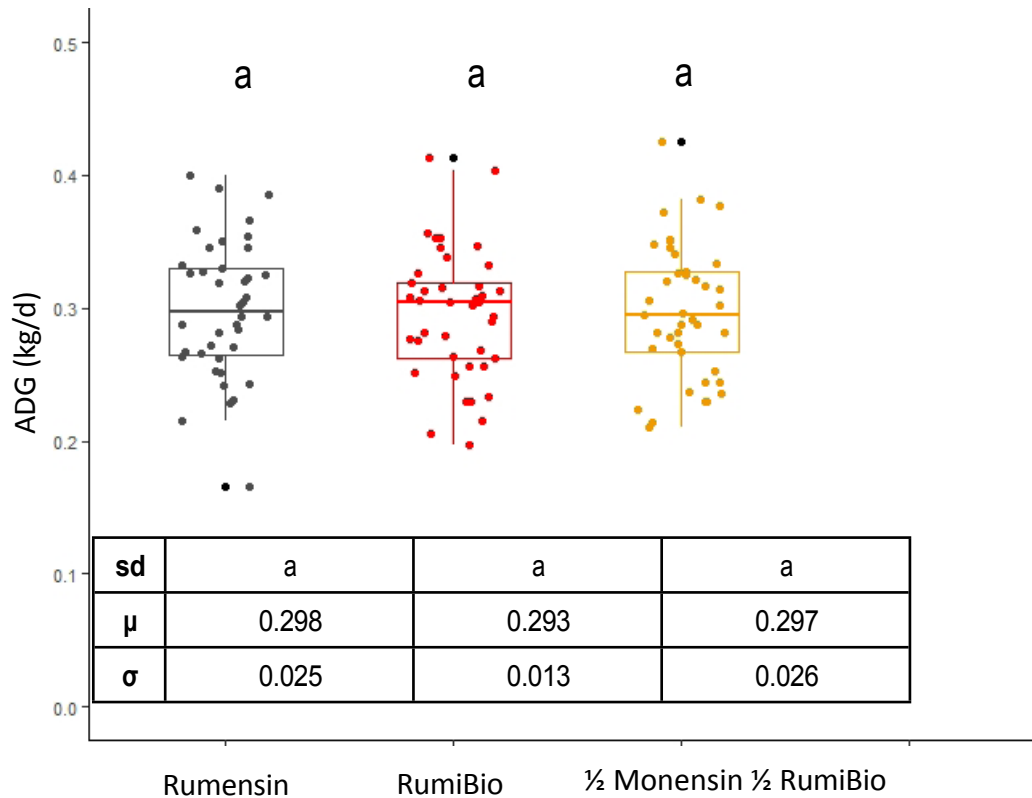 ADG (kg/d)
0.5
0.4
0.3
0.2
0.1
0.0
a a a
sd a a a
μ 0.298 0.293 0.297
σ 0.025 0.013 0.026
Rumensin RumiBio ½ Monensin ½ RumiBio